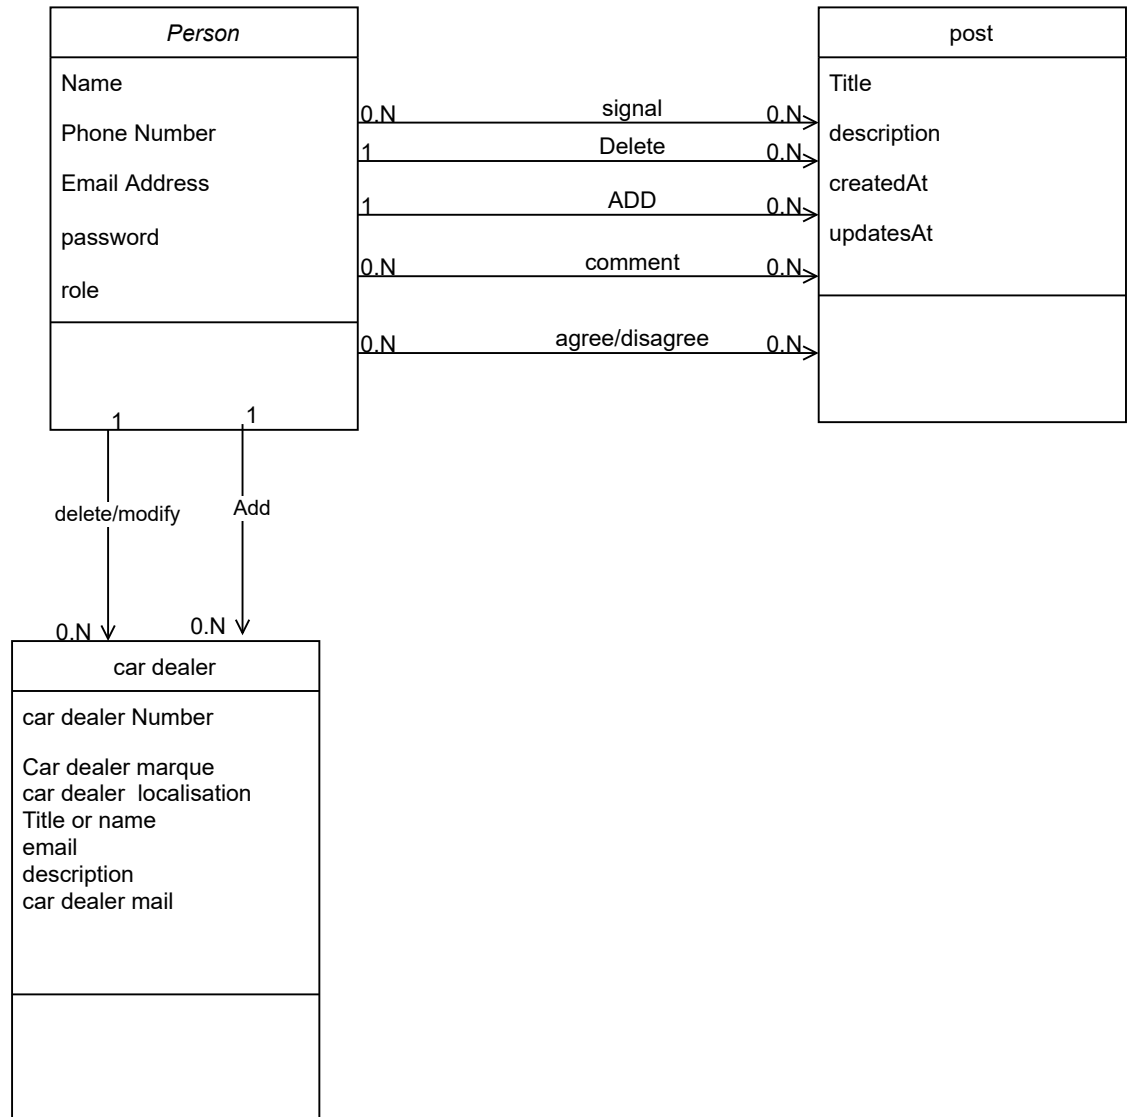 Person
Name
Phone Number
Email Address
password
role
post
Title
description
createdAt
updatesAt
0.N signal 0.N
1 Delete 0.N
1 ADD 0.N
0.N comment 0.N
0.N agree/disagree 0.N
1 1
delete/modify Add
0.N 0.N
car dealer
car dealer Number
Car dealer marque
car dealer localisation
Title or name
email
description
car dealer mail